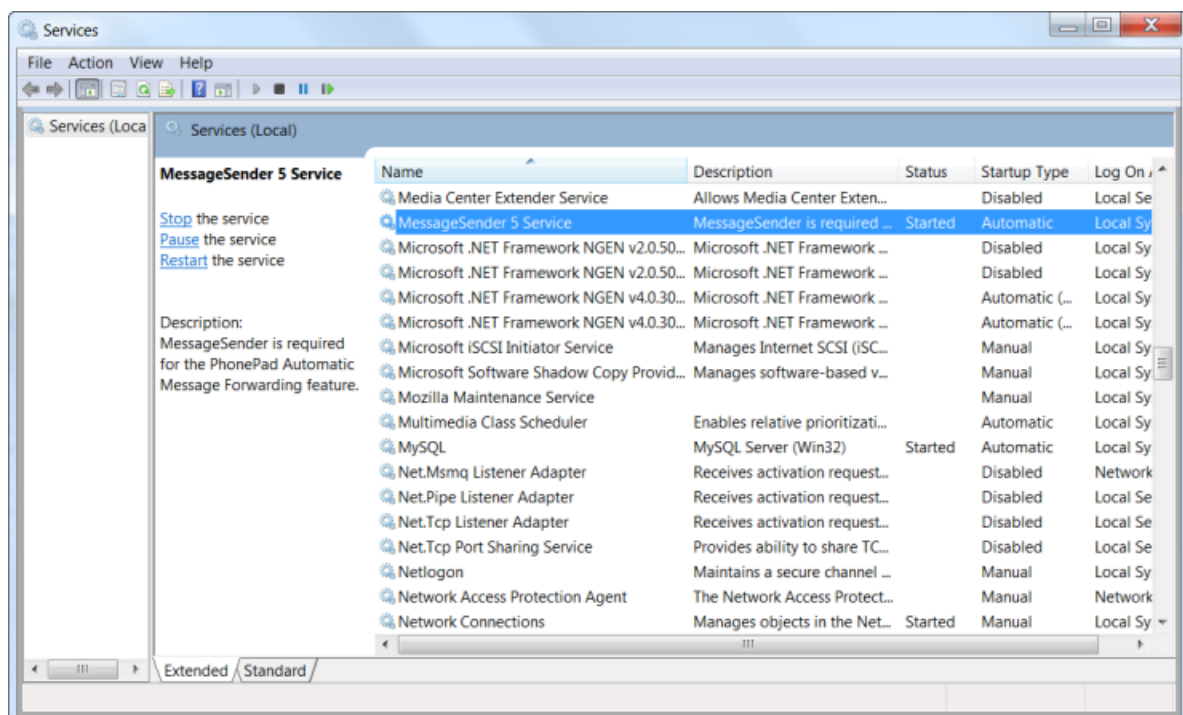 Services
File Action View Help
Services (Loca
Services (Local)
MessageSender 5 Service
Stop the service
Pause the service
Restart the service
Description:
MessageSender is required
for the PhonePad Automatic
Message Forwarding feature.
Name Description Status Startup Type Log On
Media Center Extender Service Allows Media Center Exten... Disabled Local Se
MessageSender 5 Service MessageSender is required ... Started Automatic Local Sy
Microsoft .NET Framework NGEN v2.0.50... Microsoft .NET Framework ... Disabled Local Sy
Microsoft .NET Framework NGEN v2.0.50... Microsoft .NET Framework ... Disabled Local Sy
Microsoft .NET Framework NGEN v4.0.30... Microsoft .NET Framework ... Automatic (... Local Sy
Microsoft .NET Framework NGEN v4.0.30... Microsoft .NET Framework ... Automatic (... Local Sy
Microsoft iSCSI Initiator Service Manages Internet SCSI (iSC... Manual Local Sy
Microsoft Software Shadow Copy Provid... Manages software-based v... Manual Local Sy
Mozilla Maintenance Service Manual Local Sy
Multimedia Class Scheduler Enables relative prioritizati... Automatic Local Sy
MySQL MySQL Server (Win32) Started Automatic Local Sy
Net.Msmq Listener Adapter Receives activation request... Disabled Network
Net.Pipe Listener Adapter Receives activation request... Disabled Local Se
Net.Tcp Listener Adapter Receives activation request... Disabled Local Se
Net.Tcp Port Sharing Service Provides ability to share TC... Disabled Local Se
Netlogon Maintains a secure channel ... Manual Local Sy
Network Access Protection Agent The Network Access Protect... Manual Network
Network Connections Manages objects in the Net... Started Manual Local Sy
Extended Standard